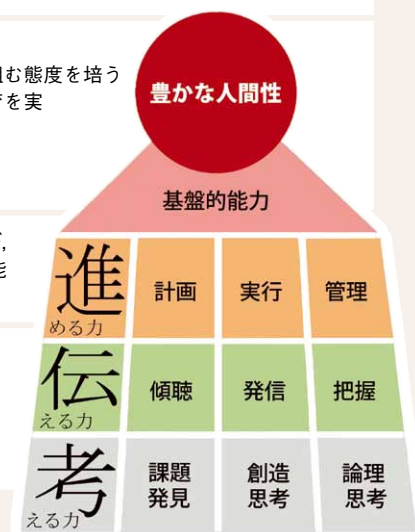 組む態度を培う
を実
豊かな人間性
基盤的能力
進
める力
計画
実行
管理
伝
える力
傾聴
発信
把握
考
える力
課題
発見
創造
思考
論理
思考